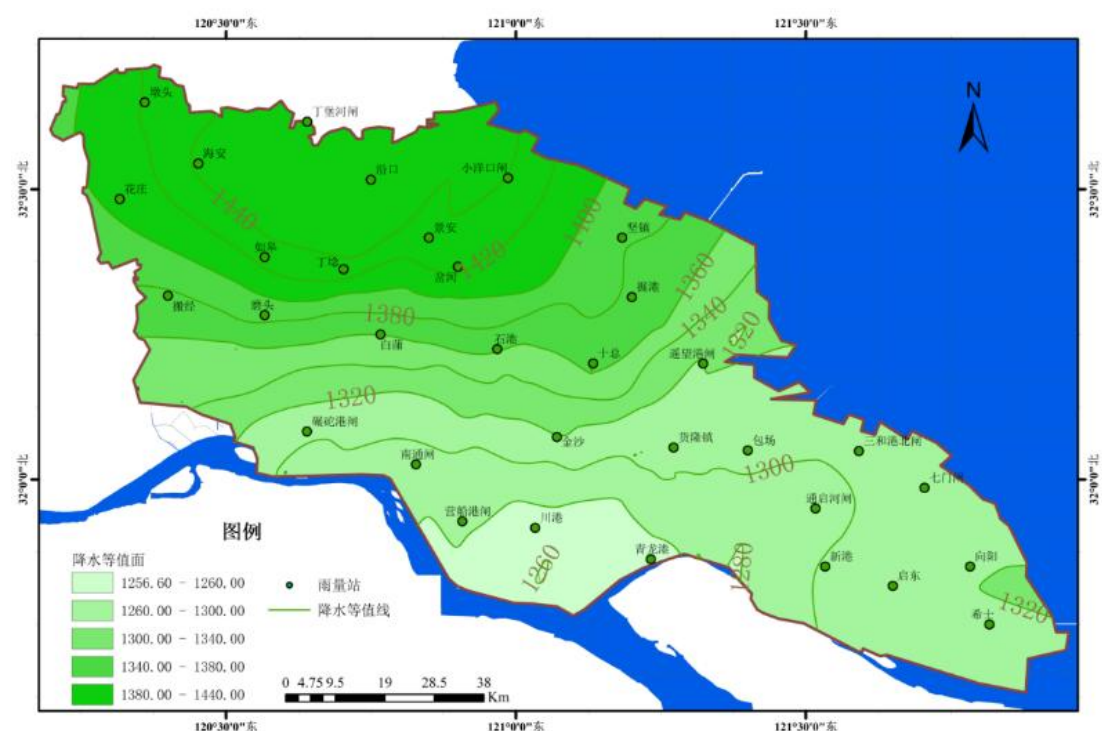 120°30'0"东
121°0'0"东
121°30'0"东
N
墩头
丁堡河闸
海安
沿口
小洋口闸
32°30'0"北
32°30'0"北
花庄
1440
1400
景安
坚镇
如皋
丁埝
岔河
1420
1360
搬经
磨头
1380
掘港
1340
白蒲
石港
十总
1320
遥望港闸
1320
碾砣港闸
金沙
货隆镇
包场
三和港北闸
南通闸
1300
32°0'0"北
32°0'0"北
七门闸
通启河闸
营船港闸
川港
图例
青龙港
新港
向阳
降水等值面
1260
1280
启东
1256.60 - 1260.00
雨量站
1320
1260.00 - 1300.00
降水等值线
希士
1300.00 - 1340.00
1340.00 - 1380.00
0 4.75 9.5 19 28.5 38
1380.00 - 1440.00
Km
120°30'0"东
121°0'0"东
121°30'0"东